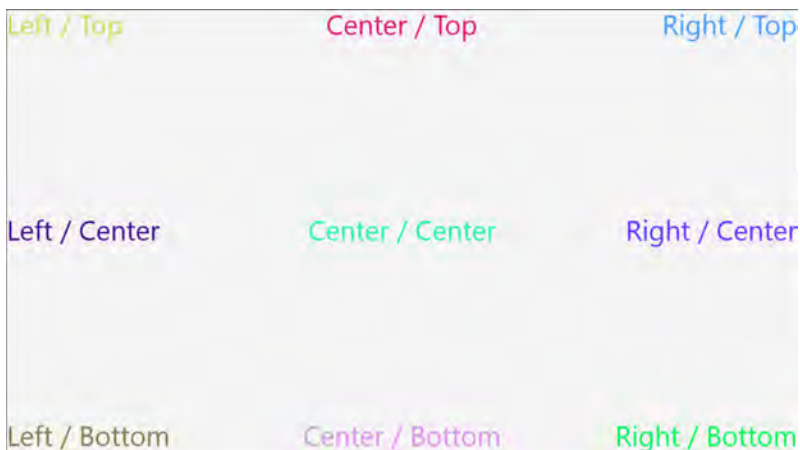 Left / Top Center / Top Right / Top
Left / Center Center / Center Right / Center
Left / Bottom Center / Bottom Right / Bottom